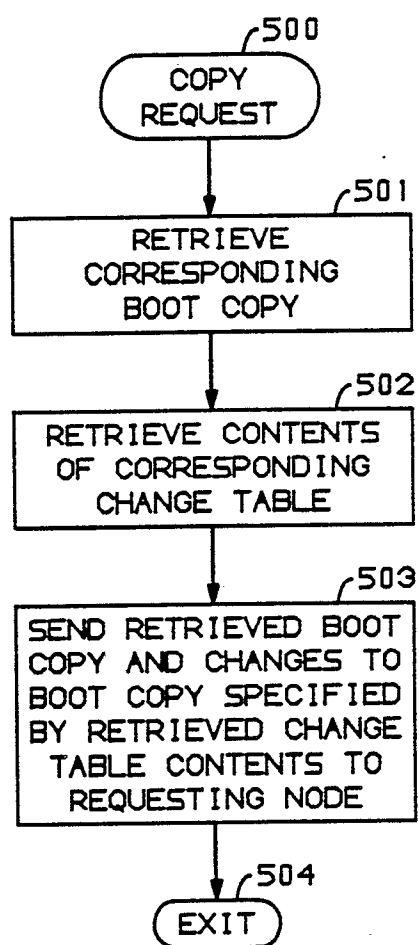 500
COPY
REQUEST
501
RETRIEVE
CORRESPONDING
BOOT COPY
502
RETRIEVE CONTENTS
OF CORRESPONDING
CHANGE TABLE
503
SEND RETRIEVED BOOT
COPY AND CHANGES TO
BOOT COPY SPECIFIED
BY RETRIEVED CHANGE
TABLE CONTENTS TO
REQUESTING NODE
504
EXIT